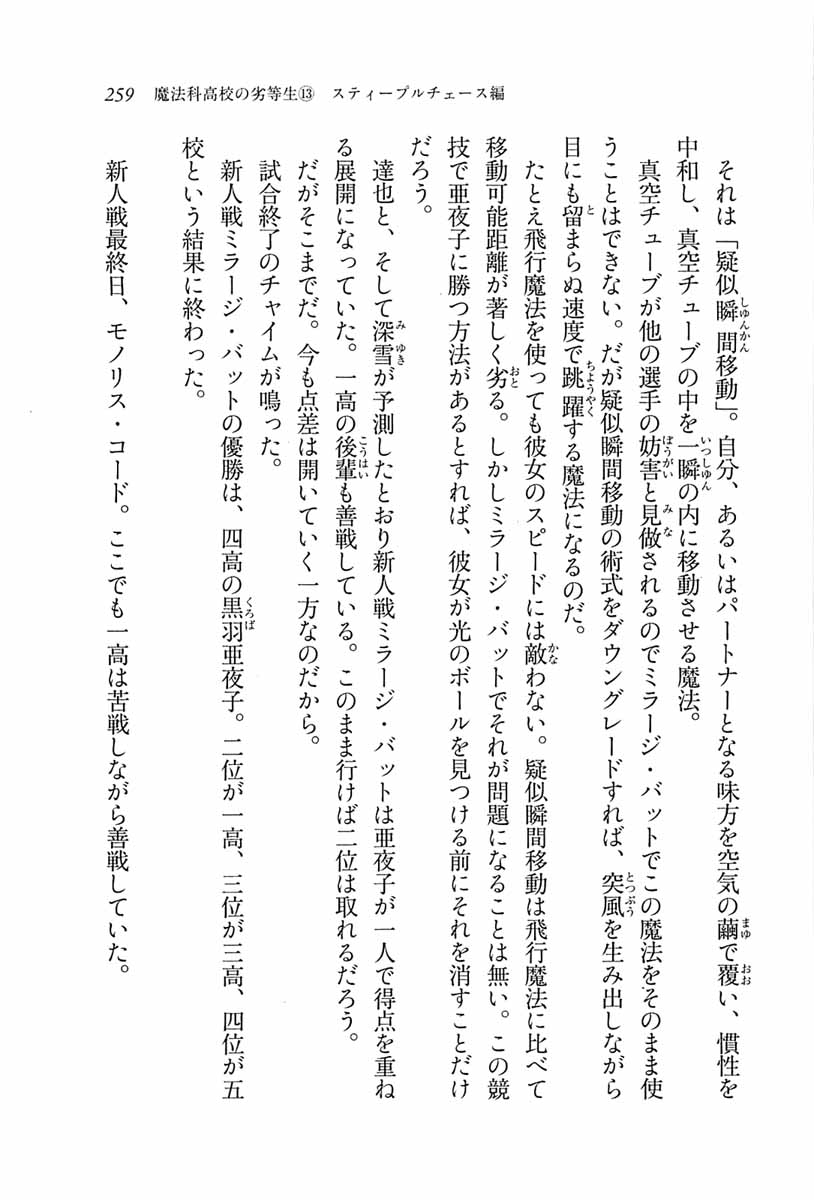 259　魔法科高校の劣等生⑬　スティープルチェース編
　それは「疑似瞬間移動」。自分、あるいはパートナーとなる味方を空気の繭で覆い、慣性を
中和し、真空チューブの中を一瞬の内に移動させる魔法。
　真空チューブが他の選手の妨害と見做されるのでミラージ・バットでこの魔法をそのまま使
うことはできない。だが疑似瞬間移動の術式をダウングレードすれば、突風を生み出しながら
目にも留まらぬ速度で跳躍する魔法になるのだ。
　たとえ飛行魔法を使っても彼女のスピードには敵わない。疑似瞬間移動は飛行魔法に比べて
移動可能距離が著しく劣る。しかしミラージ・バットでそれが問題になることは無い。この競
技で亜夜子に勝つ方法があるとすれば、彼女が光のボールを見つける前にそれを消すことだけ
だろう。
　達也と、そして深雪が予測したとおり新人戦ミラージ・バットは亜夜子が一人で得点を重ね
る展開になっていた。一高の後輩も善戦している。このまま行けば二位は取れるだろう。
　だがそこまでだ。今も点差は開いていく一方なのだから。
　試合終了のチャイムが鳴った。
　新人戦ミラージ・バットの優勝は、四高の黒羽亜夜子。二位が一高、三位が三高、四位が五
校という結果に終わった。
　新人戦最終日、モノリス・コード。ここでも一高は苦戦しながら善戦していた。